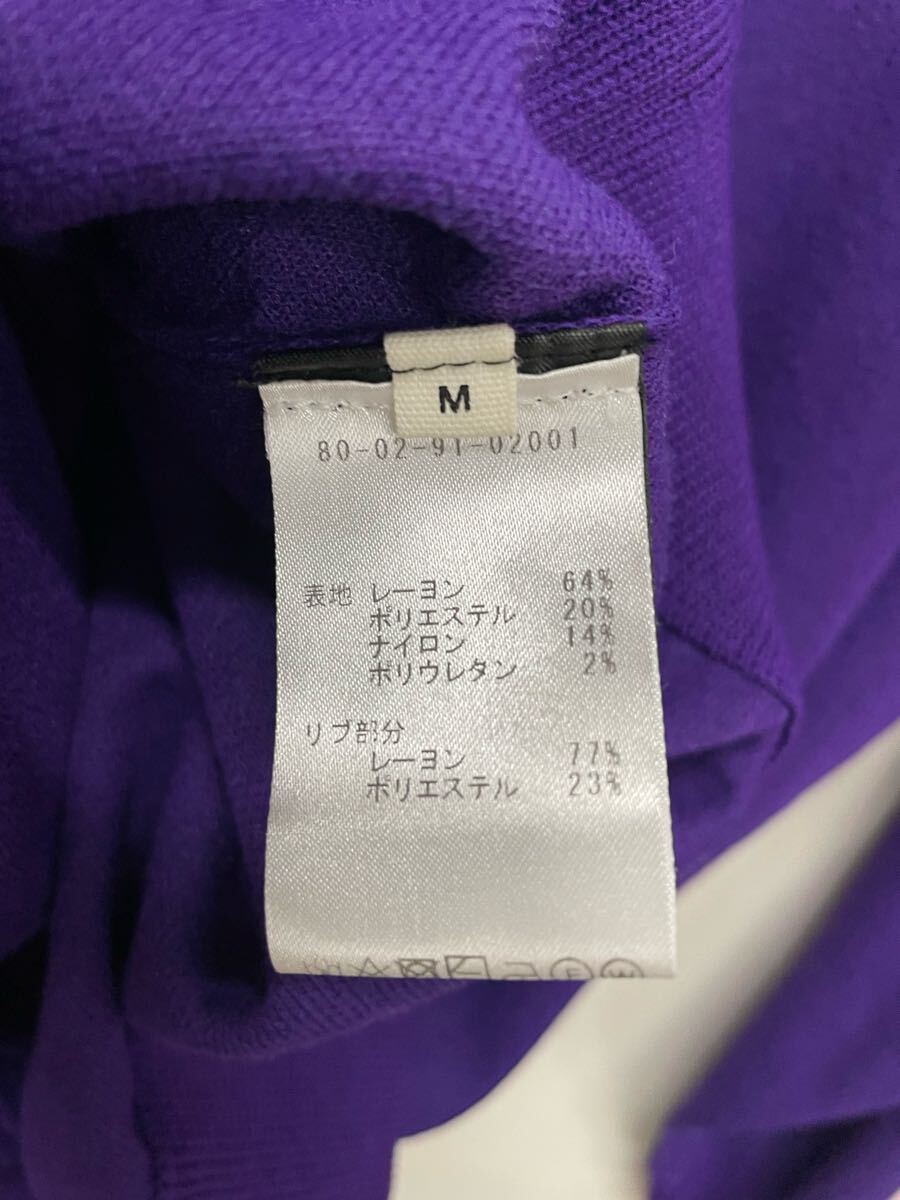 M
80-02-91-02001
表地 レーヨン 64%
ポリエステル 20%
ナイロン 14%
ポリウレタン 2%
リブ部分
レーヨン 77%
ポリエステル 23%
F W